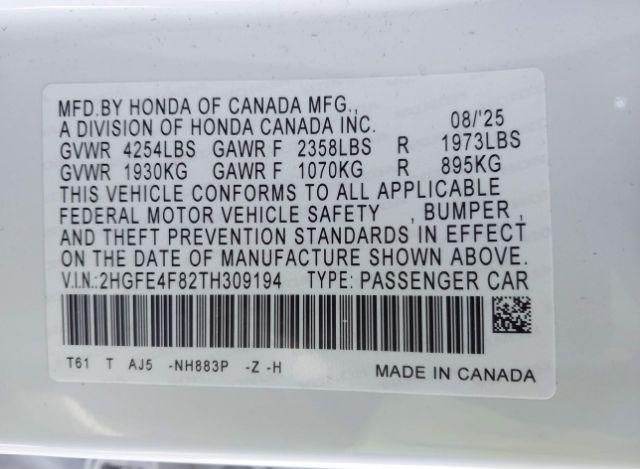 MFD.BY HONDA OF CANADA MFG.,
A DIVISION OF HONDA CANADA INC. 08/'25
GVWR 4254LBS GAWR F 2358LBS R 1973LBS
GVWR 1930KG GAWR F 1070KG R 895KG
THIS VEHICLE CONFORMS TO ALL APPLICABLE
FEDERAL MOTOR VEHICLE SAFETY , BUMPER ,
AND THEFT PREVENTION STANDARDS IN EFFECT
ON THE DATE OF MANUFACTURE SHOWN ABOVE.
V.I.N.:2HGFE4F82TH309194 TYPE: PASSENGER CAR
T61 T AJ5 -NH883P -Z -H MADE IN CANADA